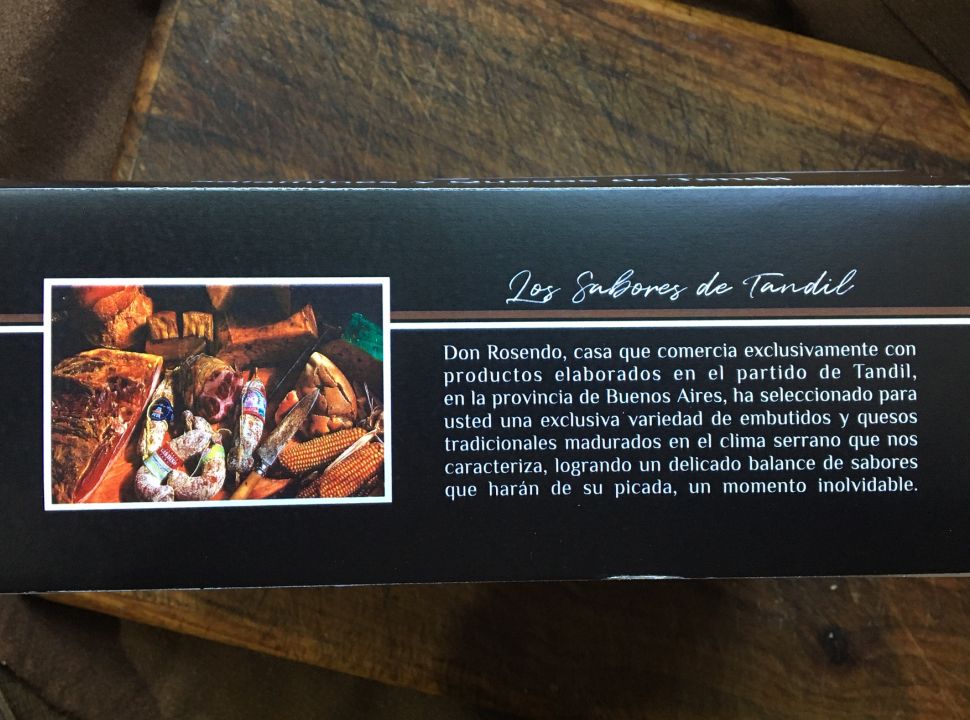 de Tandil
Los Sabores de Tandil
Don Rosendo, casa que comercia exclusivamente con
productos elaborados en el partido de Tandil,
en la provincia de Buenos Aires, ha seleccionado para
usted una exclusiva variedad de embutidos y quesos
tradicionales madurados en el clima serrano que nos
caracteriza, logrando un delicado balance de sabores
que harán de su picada, un momento inolvidable.